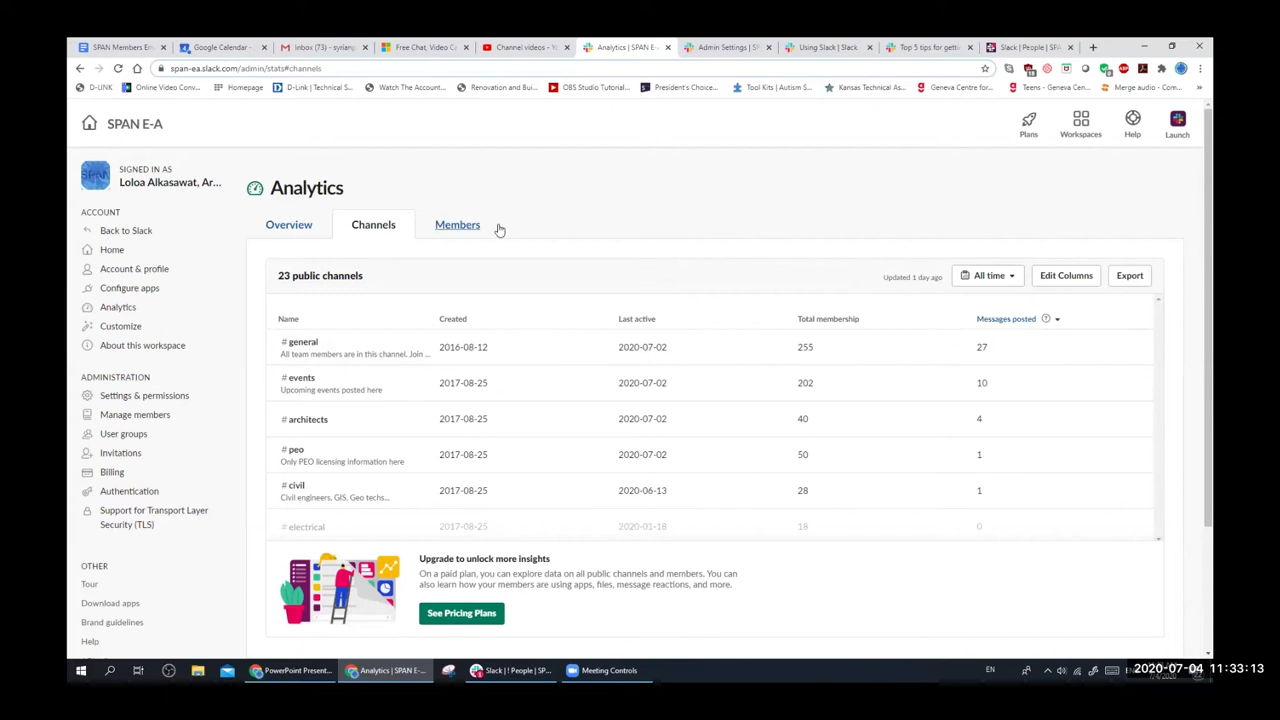 SPAN Members Em...
Google Calendar -
Inbox (73) - syrianp
Free Chat, Video C
Channel videos - Yo
Analytics | SPAN E-
Admin Settings | SP
Using Slack | Slack
Top 5 tips for gettin
Slack | People | SPA
span-ea.slack.com/admin/stats#channels
D-LINK
Online Video Conv...
Homepage
D-Link | Technical S...
Watch The Account...
Renovation and Bui...
OBS Studio Tutorial...
President's Choice...
Tool Kits | Autism S...
Kansas Technical As...
Geneva Centre for...
Teens - Geneva Cen...
Merge audio - Com...
SPAN E-A
Plans
Workspaces
Help
Launch
SIGNED IN AS
Loloa Alkasawat, Ar...
ACCOUNT
Back to Slack
Home
Account & profile
Configure apps
Analytics
Customize
About this workspace
ADMINISTRATION
Settings & permissions
Manage members
User groups
Invitations
Billing
Authentication
Support for Transport Layer
Security (TLS)
OTHER
Tour
Download apps
Brand guidelines
Help
Analytics
Overview
Channels
Members
23 public channels
Updated 1 day ago
All time
Edit Columns
Export
Name Created Last active Total membership Messages posted
# general 2016-08-12 2020-07-02 255 27
All team members are in this channel. Join ...
# events 2017-08-25 2020-07-02 202 10
Upcoming events posted here
# architects 2017-08-25 2020-07-02 40 4
# peo 2017-08-25 2020-07-02 50 1
Only PEO licensing information here
# civil 2017-08-25 2020-06-13 28 1
Civil engineers, GIS, Geo techs...
# electrical 2017-08-25 2020-01-18 18 0
Upgrade to unlock more insights
On a paid plan, you can explore data on all public channels and members. You can
also learn how your members are using apps, files, message reactions, and more.
See Pricing Plans
PowerPoint Present...
Analytics | SPAN E-...
Slack | ! People | SP...
Meeting Controls
EN
2020-07-04 11:33:13